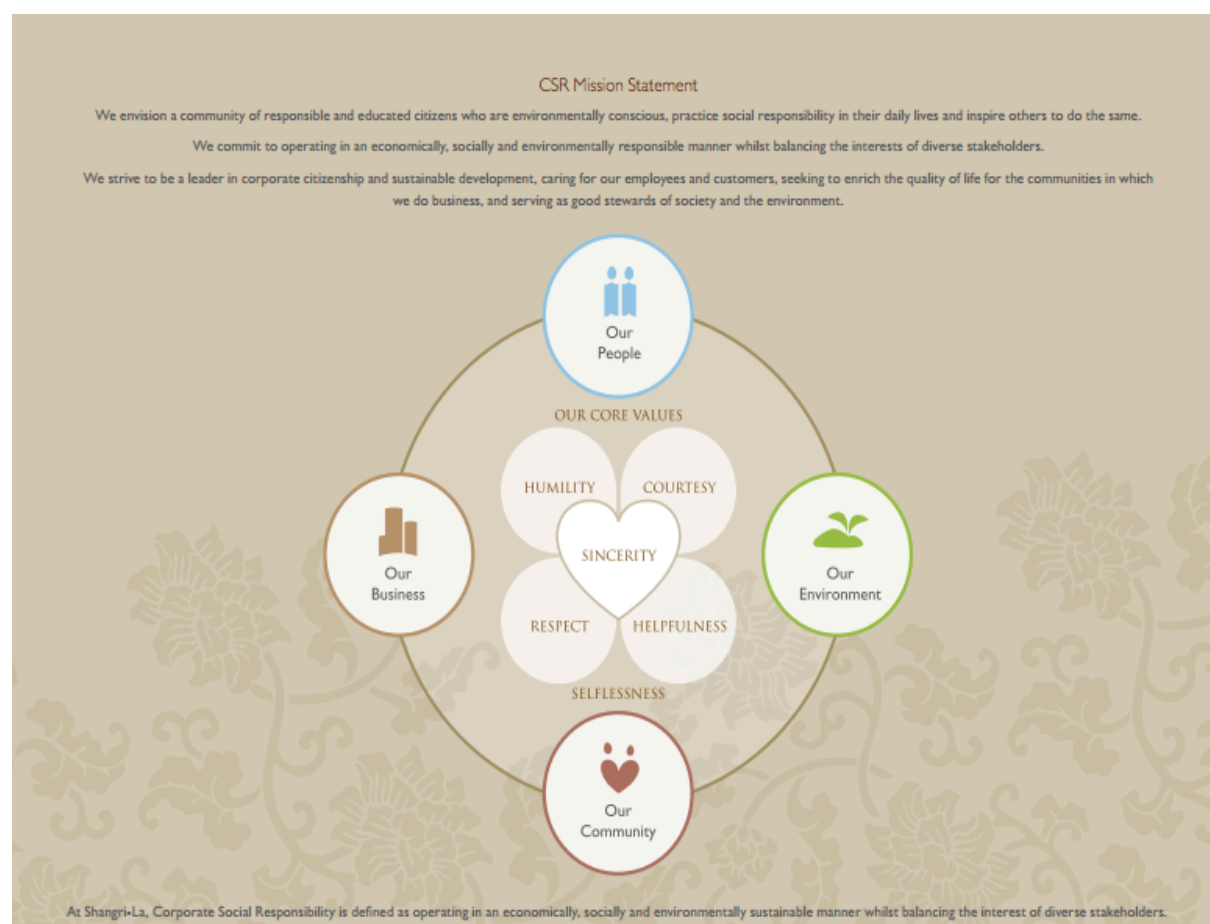 CSR Mission Statement
We envision a community of responsible and educated citizens who are environmentally conscious, practice social responsibility in their daily lives and inspire others to do the same.
We commit to operating in an economically, socially and environmentally responsible manner whilst balancing the interests of diverse stakeholders.
We strive to be a leader in corporate citizenship and sustainable development, caring for our employees and customers, seeking to enrich the quality of life for the communities in which
we do business, and serving as good stewards of society and the environment.
Our
People
OUR CORE VALUES
HUMILITY
COURTESY
SINCERITY
Our
Business
Our
Environment
RESPECT
HELPFULNESS
SELFLESSNESS
Our
Community
At Shangri-La, Corporate Social Responsibility is defined as operating in an economically, socially and environmentally sustainable manner whilst balancing the interest of diverse stakeholders.